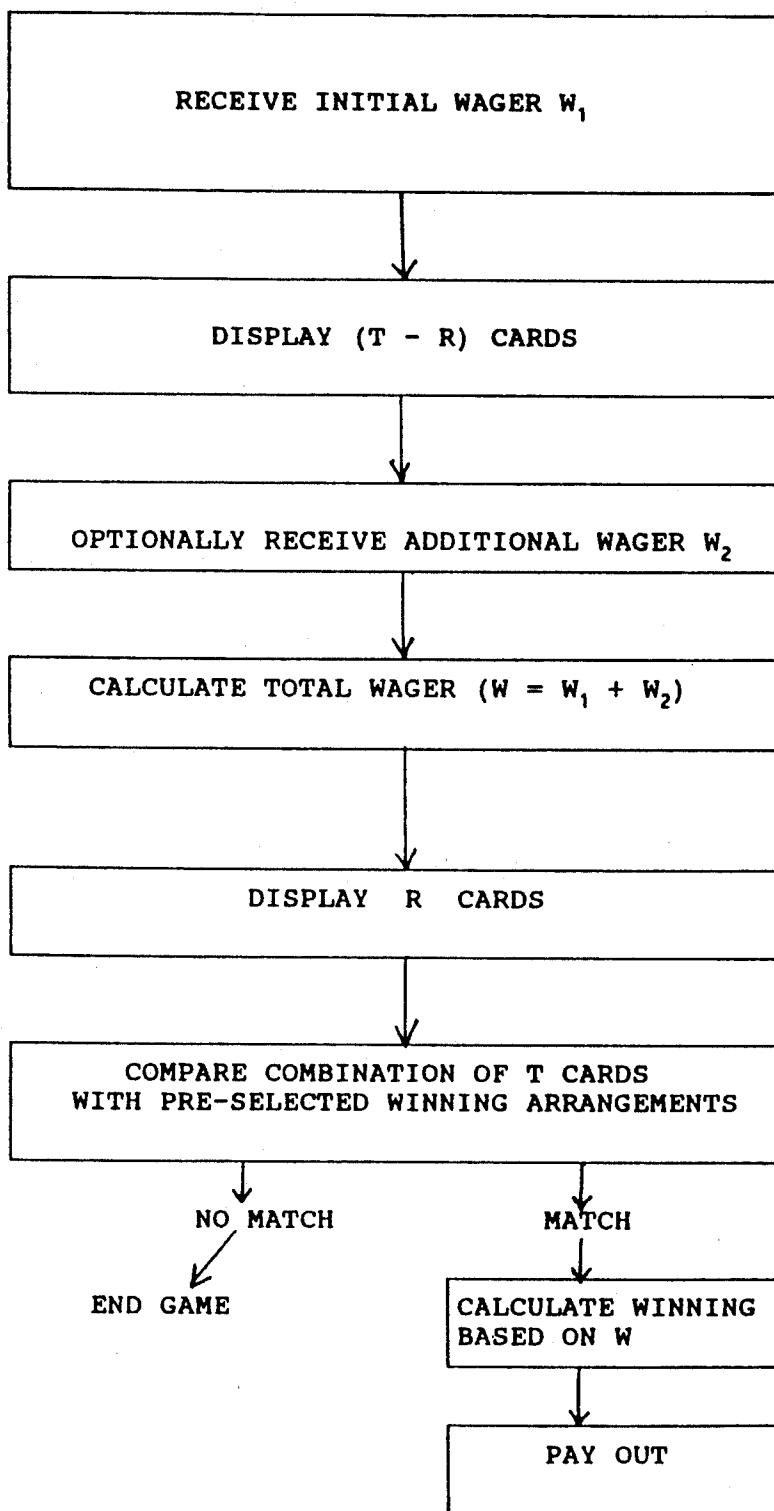 RECEIVE INITIAL WAGER W₁
DISPLAY (T - R) CARDS
OPTIONALLY RECEIVE ADDITIONAL WAGER W₂
CALCULATE TOTAL WAGER (W = W₁ + W₂)
DISPLAY R CARDS
COMPARE COMBINATION OF T CARDS
WITH PRE-SELECTED WINNING ARRANGEMENTS
NO MATCH MATCH
END GAME
CALCULATE WINNING
BASED ON W
PAY OUT